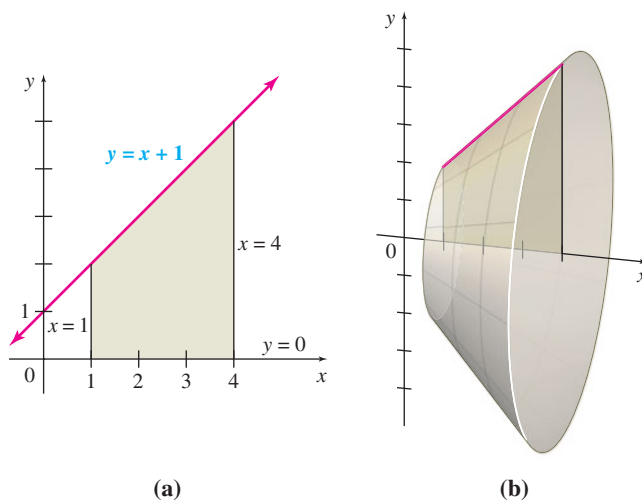 y
y = x + 1
x = 4
1
x = 1
y = 0
0
1 2 3 4
x
(a)
y
0
x
(b)